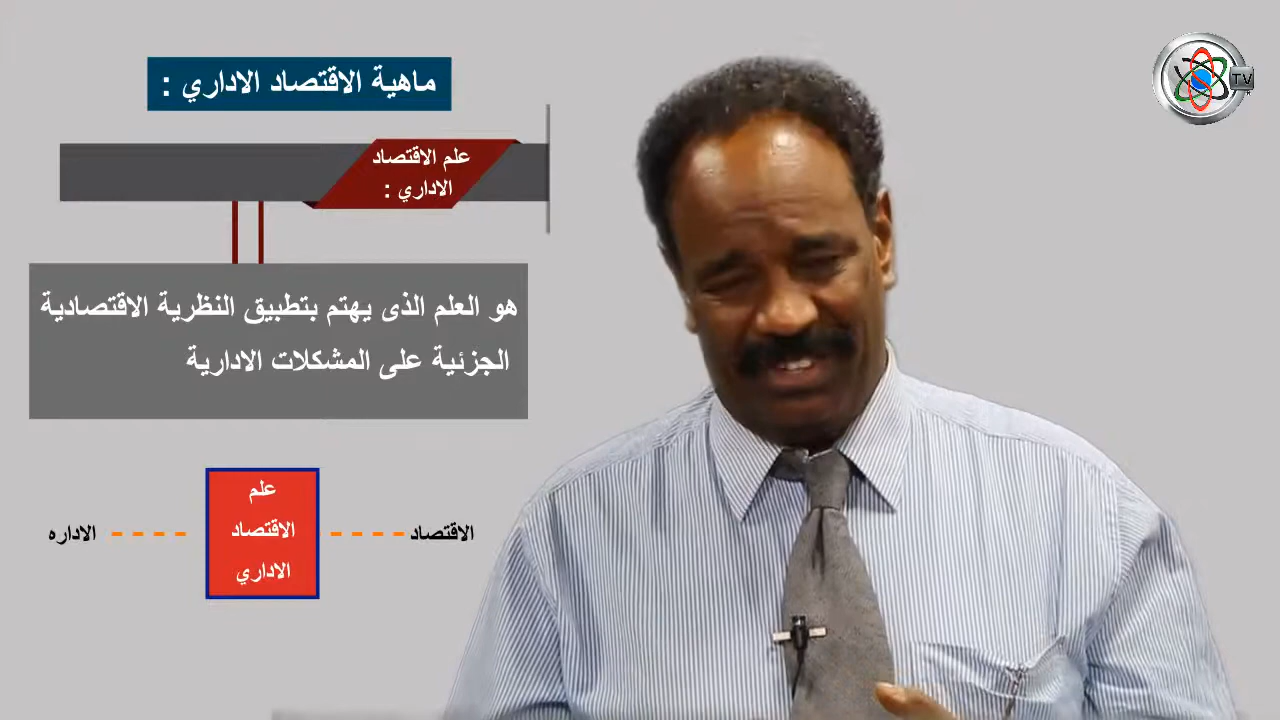 ماهية الاقتصاد الاداري :
علم الاقتصاد
الاداري :
هو العلم الذى يهتم بتطبيق النظرية الاقتصادية
الجزئية على المشكلات الادارية
الاقتصاد
علم
الاقتصاد
الاداري
الاداره
TV